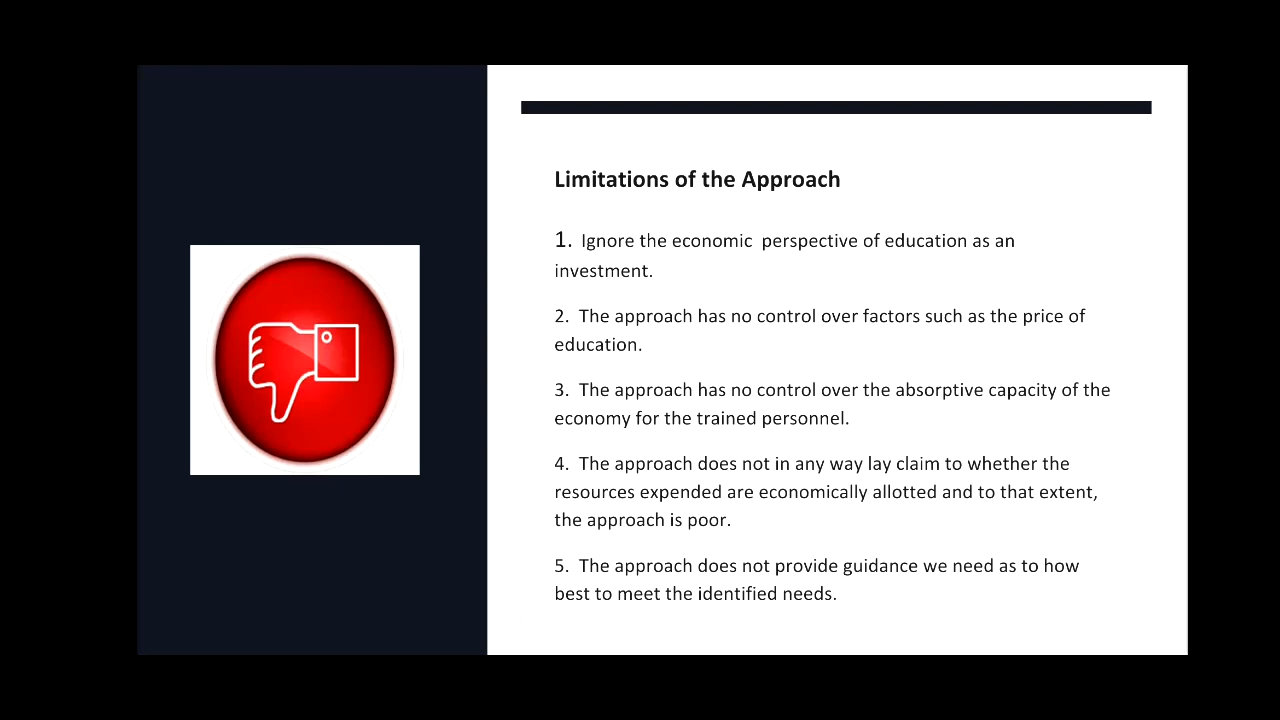 Limitations of the Approach
1. Ignore the economic  perspective of education as an
investment.
2. The approach has no control over factors such as the price of
education.
3. The approach has no control over the absorptive capacity of the
economy for the trained personnel.
4. The approach does not in any way lay claim to whether the
resources expended are economically allotted and to that extent,
the approach is poor.
5. The approach does not provide guidance we need as to how
best to meet the identified needs.